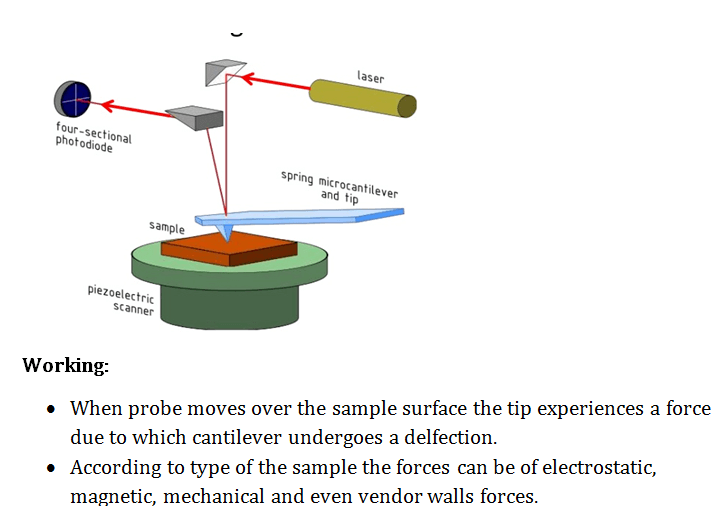 laser
four-sectional
photodiode
spring microcantilever
and tip
sample
piezoelectric
scanner
Working:
• When probe moves over the sample surface the tip experiences a force
due to which cantilever undergoes a delfection.
• According to type of the sample the forces can be of electrostatic,
magnetic, mechanical and even vendor walls forces.